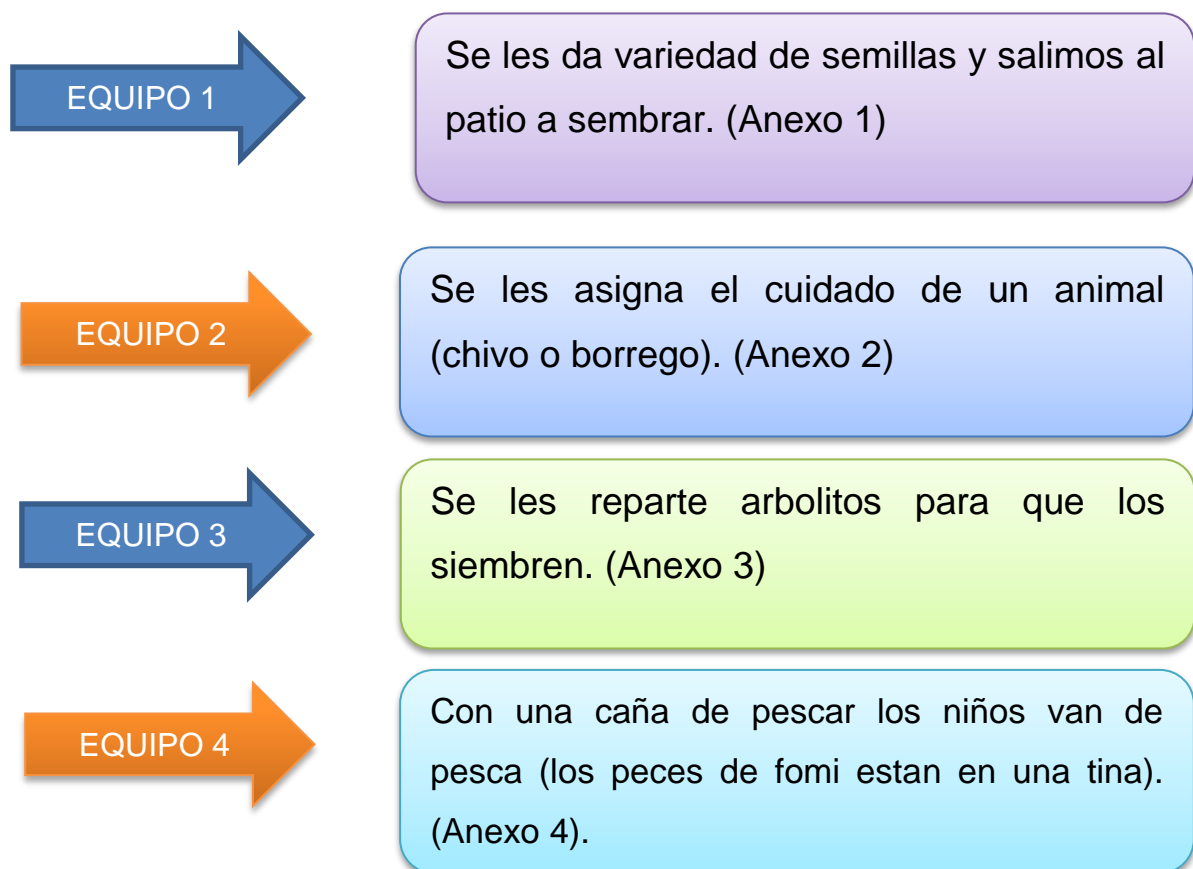 EQUIPO 1
Se les da variedad de semillas y salimos al
patio a sembrar. (Anexo 1)
EQUIPO 2
Se les asigna el cuidado de un animal
(chivo o borrego). (Anexo 2)
EQUIPO 3
Se les reparte arbolitos para que los
siembren. (Anexo 3)
EQUIPO 4
Con una caña de pescar los niños van de
pesca (los peces de fomi estan en una tina).
(Anexo 4).